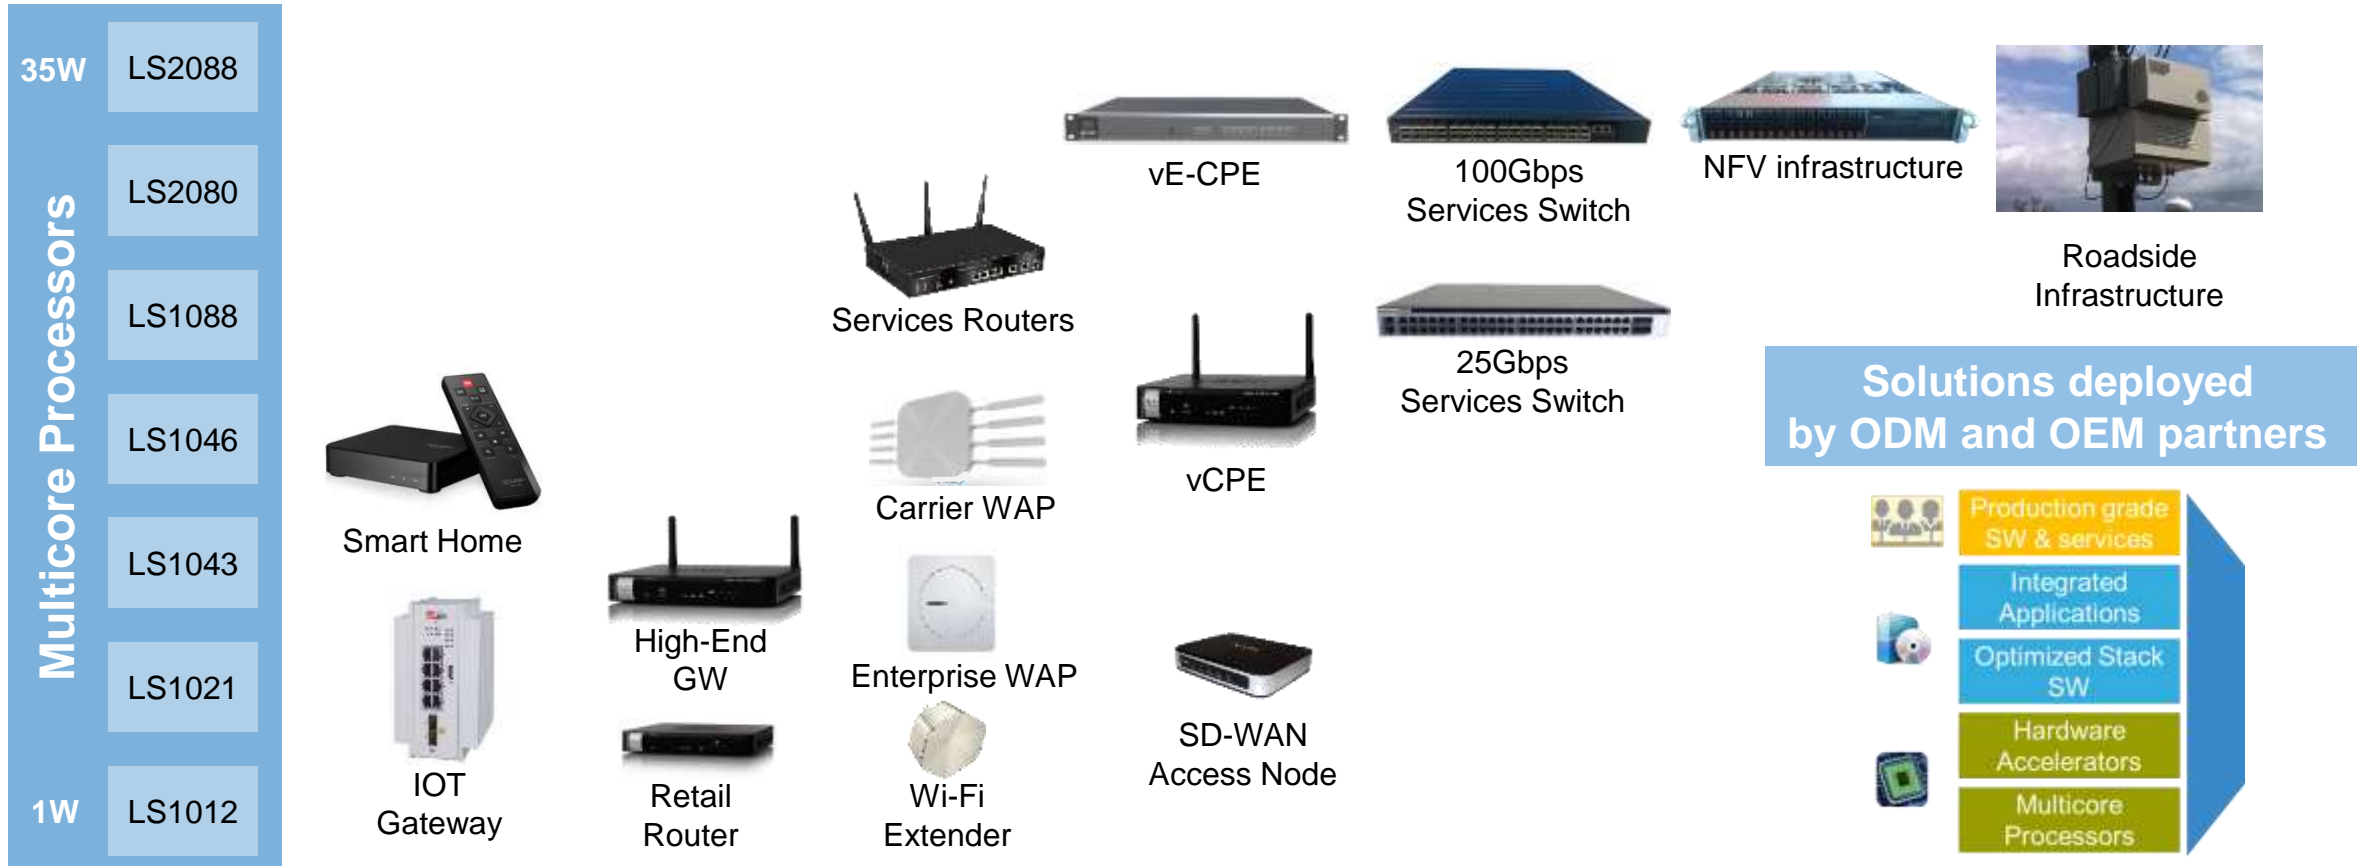 35W
LS2088
LS2080
LS1088
LS1046
LS1043
LS1021
1W
LS1012
Multicore Processors
vE-CPE
100Gbps
Services Switch
NFV infrastructure
Roadside
Infrastructure
Services Routers
25Gbps
Services Switch
vCPE
Carrier WAP
Smart Home
High-End
GW
Enterprise WAP
SD-WAN
Access Node
IOT
Gateway
Retail
Router
Wi-Fi
Extender
Solutions deployed
by ODM and OEM partners
Production grade
SW & services
Integrated
Applications
Optimized Stack
SW
Hardware
Accelerators
Multicore
Processors